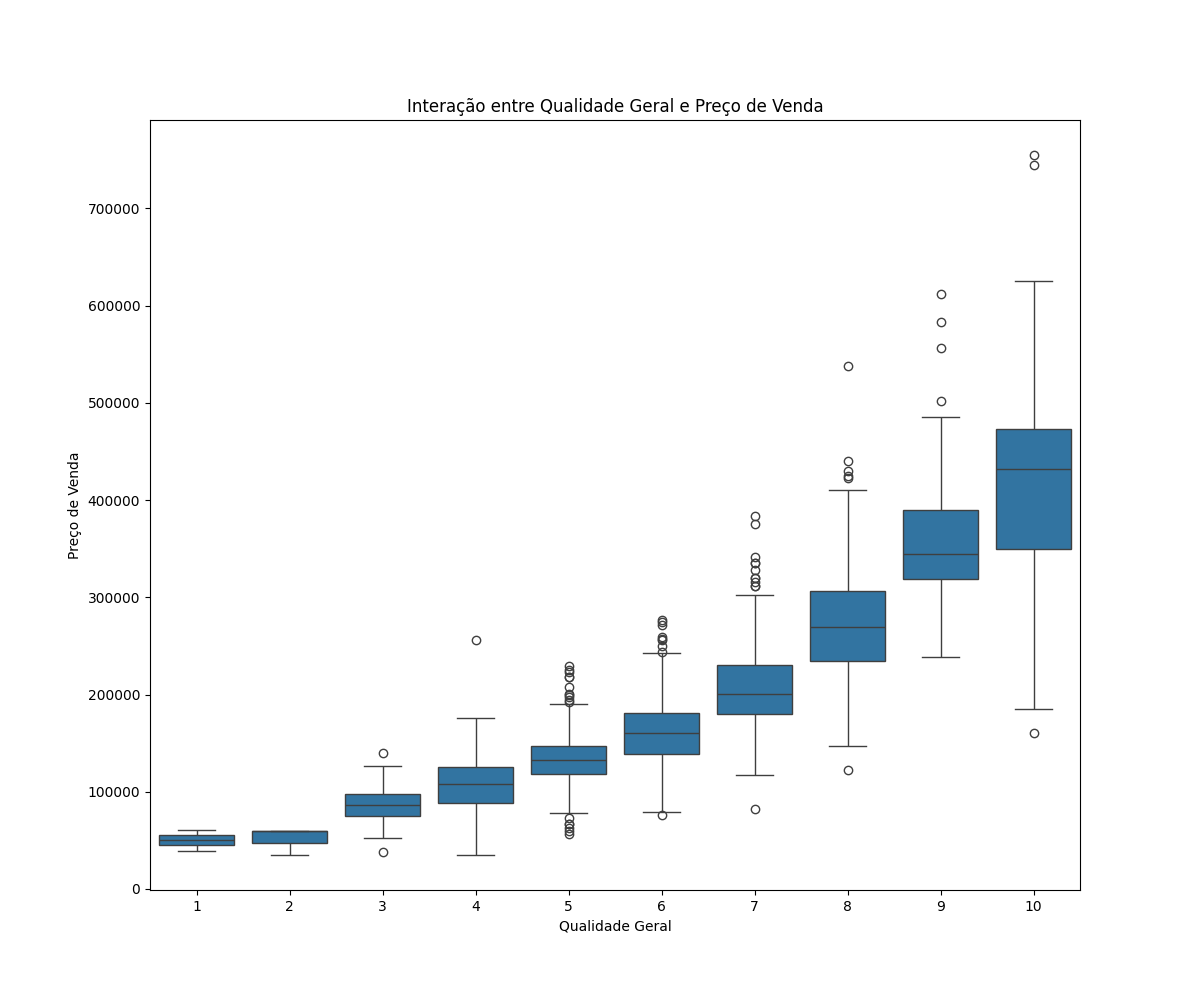 Interação entre Qualidade Geral e Preço de Venda
700000
600000
500000
400000
300000
200000
100000
0
Preço de Venda
1 2 3 4 5 6 7 8 9 10
Qualidade Geral